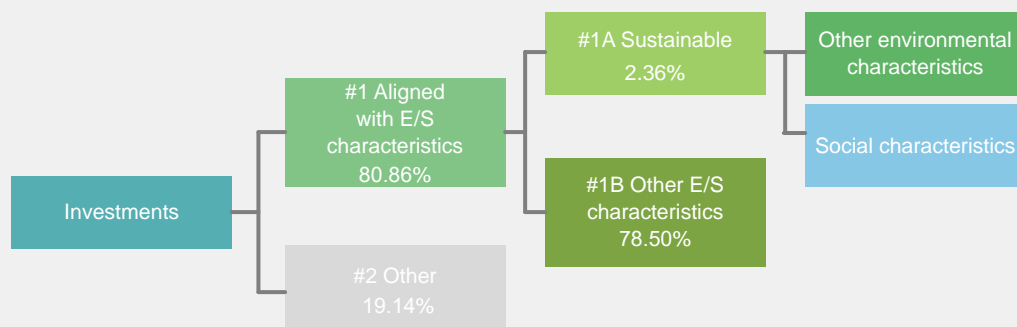 Investments
#1 Aligned
with E/S
characteristics
80.86%
#2 Other
19.14%
#1A Sustainable
2.36%
#1B Other E/S
characteristics
78.50%
Other environmental
characteristics
Social characteristics